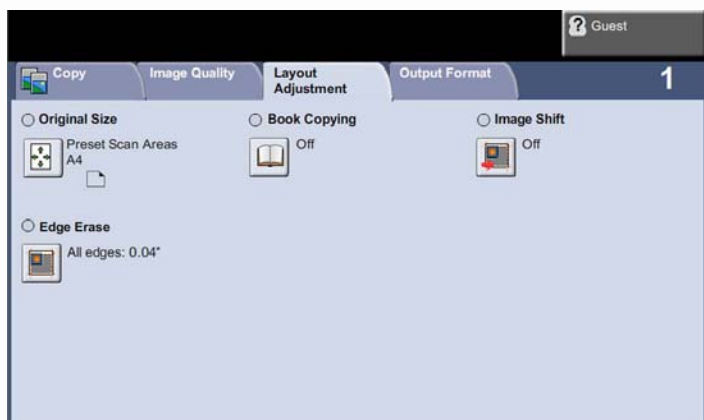 Guest
Copy
Image Quality
Layout
Adjustment
Output Format
1
Original Size
Book Copying
Image Shift
Preset Scan Areas
A4
Off
Off
Edge Erase
All edges: 0.04"